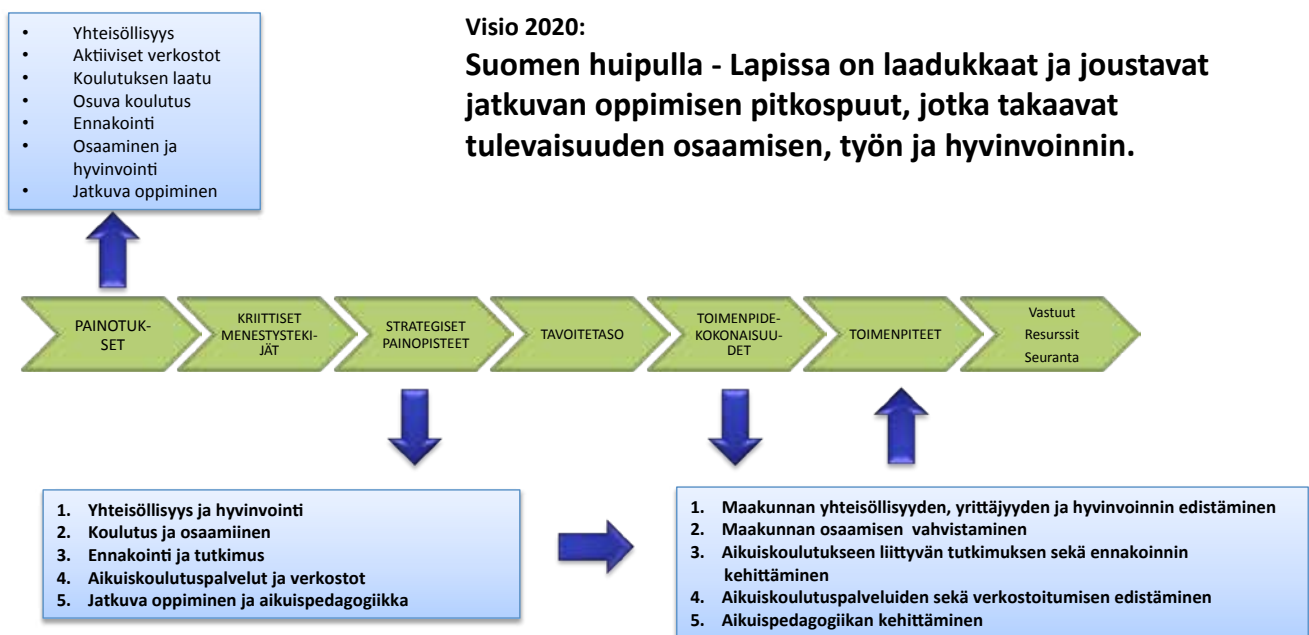 • Yhteisöllisyys
• Aktiiviset verkostot
• Koulutuksen laatu
• Osuva koulutus
• Ennakointi
• Osaaminen ja
hyvinvointi
• Jatkuva oppiminen
Visio 2020:
Suomen huipulla - Lapissa on laadukkaat ja joustavat
jatkuvan oppimisen pitkospuut, jotka takaavat
tulevaisuuden osaamisen, työn ja hyvinvoinnin.
PAINOTUK-
SET
KRIITTISET
MENESTYSTEKI-
JÄT
STRATEGISET
PAINOPISTEET
TAVOITETASO
TOIMENPIDE-
KOKONAISUU-
DET
TOIMENPITEET
Vastuut
Resurssit
Seuranta
1. Yhteisöllisyys ja hyvinvointi
2. Koulutus ja osaamiinen
3. Ennakointi ja tutkimus
4. Aikuiskoulutuspalvelut ja verkostot
5. Jatkuva oppiminen ja aikuispedagogiikka
1. Maakunnan yhteisöllisyyden, yrittäjyyden ja hyvinvoinnin edistäminen
2. Maakunnan osaamisen vahvistaminen
3. Aikuiskoulutukseen liittyvän tutkimuksen sekä ennakoinnin
kehittäminen
4. Aikuiskoulutuspalveluiden sekä verkostoitumisen edistäminen
5. Aikuispedagogiikan kehittäminen